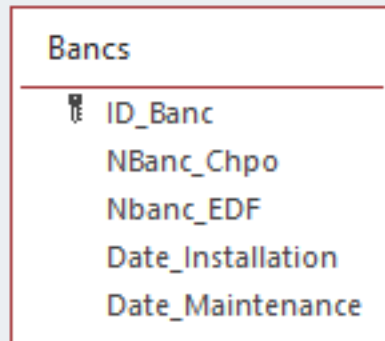 Bancs
ID_Banc
NBanc_Chpo
Nbanc_EDF
Date_Installation
Date_Maintenance